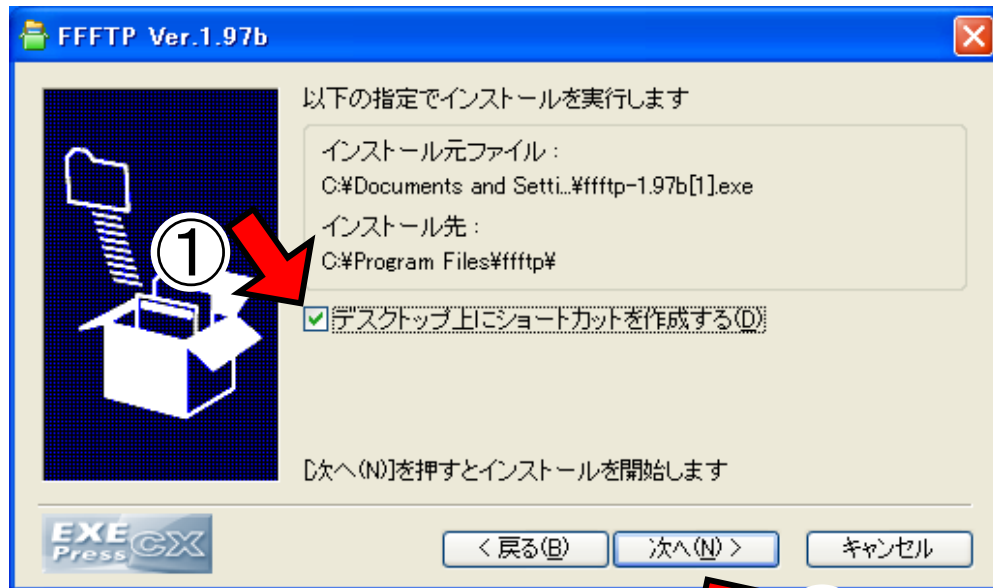 FFFTP Ver.1.97b
以下の指定でインストールを実行します
インストール元ファイル：
C:¥Documents and Setti...¥ffftp-1.97b[1].exe
インストール先：
C:¥Program Files¥ffftp¥
①
デスクトップ上にショートカットを作成する(D)
[次へ(N)]を押すとインストールを開始します
EXE Press CX
< 戻る(B) 次へ(N) > キャンセル